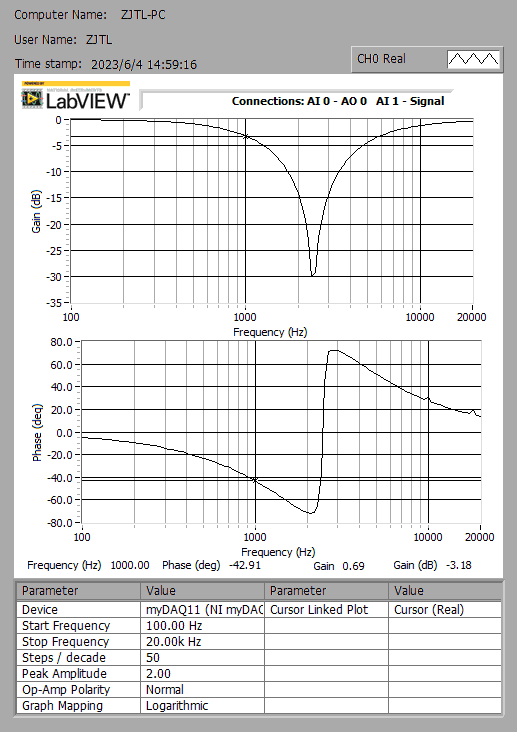 Computer Name: ZJTL-PC
User Name: ZJTL
Time stamp: 2023/6/4 14:59:16
CH0 Real
POWERED BY
NATIONAL INSTRUMENTS
LabVIEW™
Connections: AI 0 - AO 0 AI 1 - Signal
Gain (dB)
0
-5
-10
-15
-20
-25
-30
-35
100
1000
10000
20000
Frequency (Hz)
Phase (deg)
80.0
60.0
40.0
20.0
0.0
-20.0
-40.0
-60.0
-80.0
100
1000
10000
20000
Frequency (Hz)
Frequency (Hz) 1000.00 Phase (deg) -42.91 Gain 0.69 Gain (dB) -3.18
Parameter Value Parameter Value
Device myDAQ11 (NI myDAQ Cursor Linked Plot Cursor (Real)
Start Frequency 100.00 Hz
Stop Frequency 20.00k Hz
Steps / decade 50
Peak Amplitude 2.00
Op-Amp Polarity Normal
Graph Mapping Logarithmic